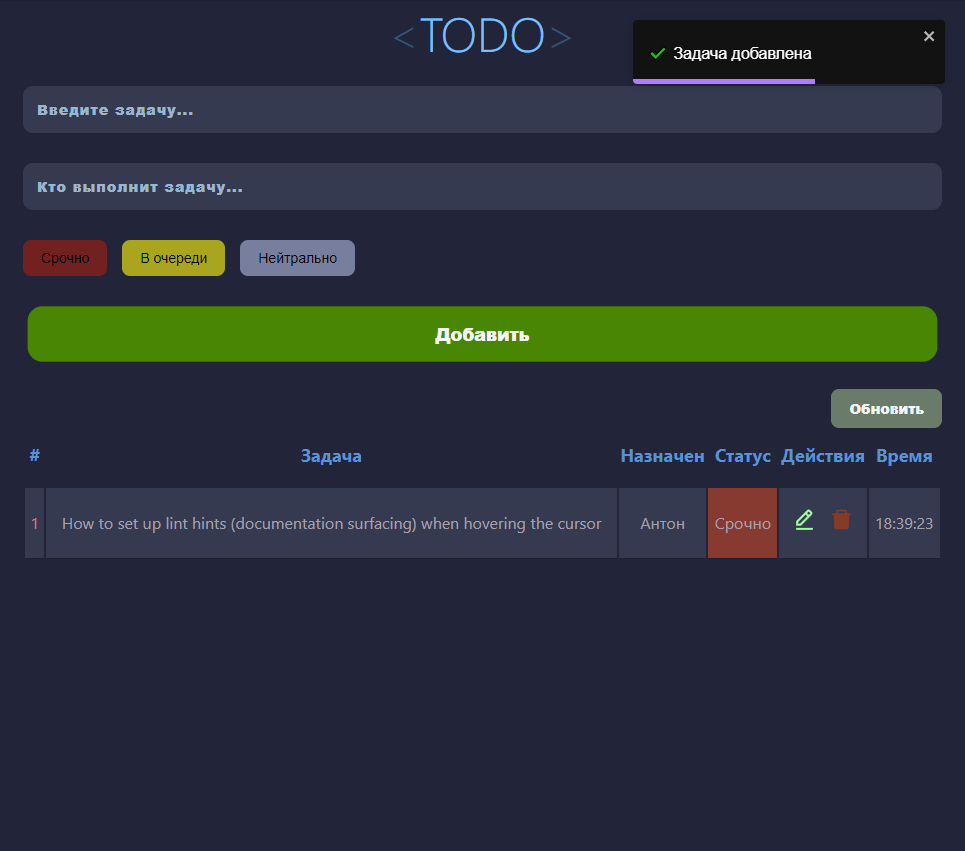 <TODO>
Задача добавлена
Введите задачу...
Кто выполнит задачу...
Срочно В очереди Нейтрально
Добавить
Обновить
# Задача Назначен Статус Действия Время
1 How to set up lint hints (documentation surfacing) when hovering the cursor Антон Срочно 18:39:23